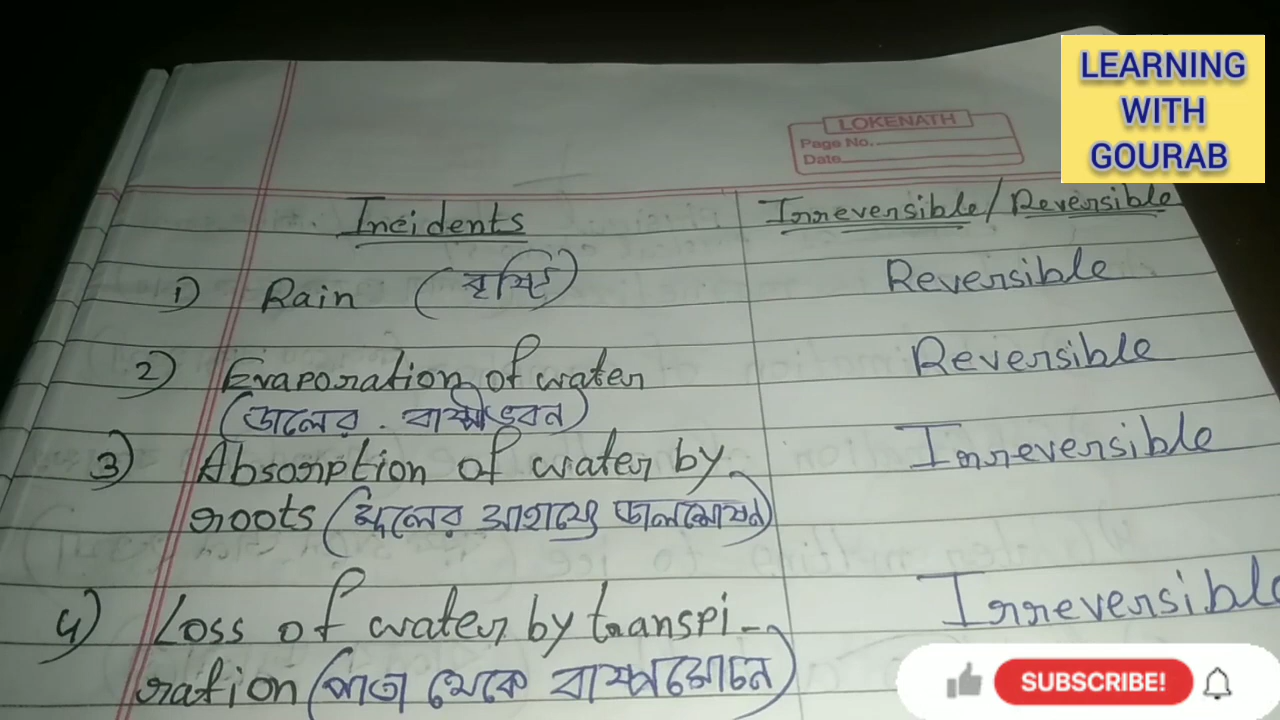 LEARNING
WITH
GOURAB
LOKENATH
Page No.
Date
Incidents Irreversible/Reversible
1) Rain (বৃষ্টি) Reversible
2) Evaporation of water Reversible
(জলের বাষ্পীভবন)
3) Absorption of water by Irreversible
roots (মূলের সাহায্যে জলশোষন)
4) Loss of water by transpi- Irreversible
ration (পাতা থেকে বাষ্পমোচন)
SUBSCRIBE!